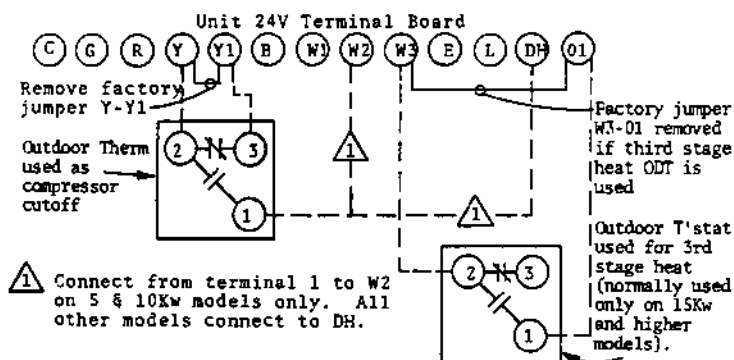 Unit 24V Terminal Board
C G R Y Y1 B W1 W2 W3 E L DH 01
Remove factory
jumper Y-Y1
Outdoor Therm
used as
compressor
cutoff
2 3
1
1
1
Factory jumper
W3-01 removed
if third stage
heat ODT is
used
Outdoor T'stat
used for 3rd
stage heat
(normally used
only on 15Kw
and higher
models).
2 3
1
1 Connect from terminal 1 to W2
on 5 & 10Kw models only. All
other models connect to DH.